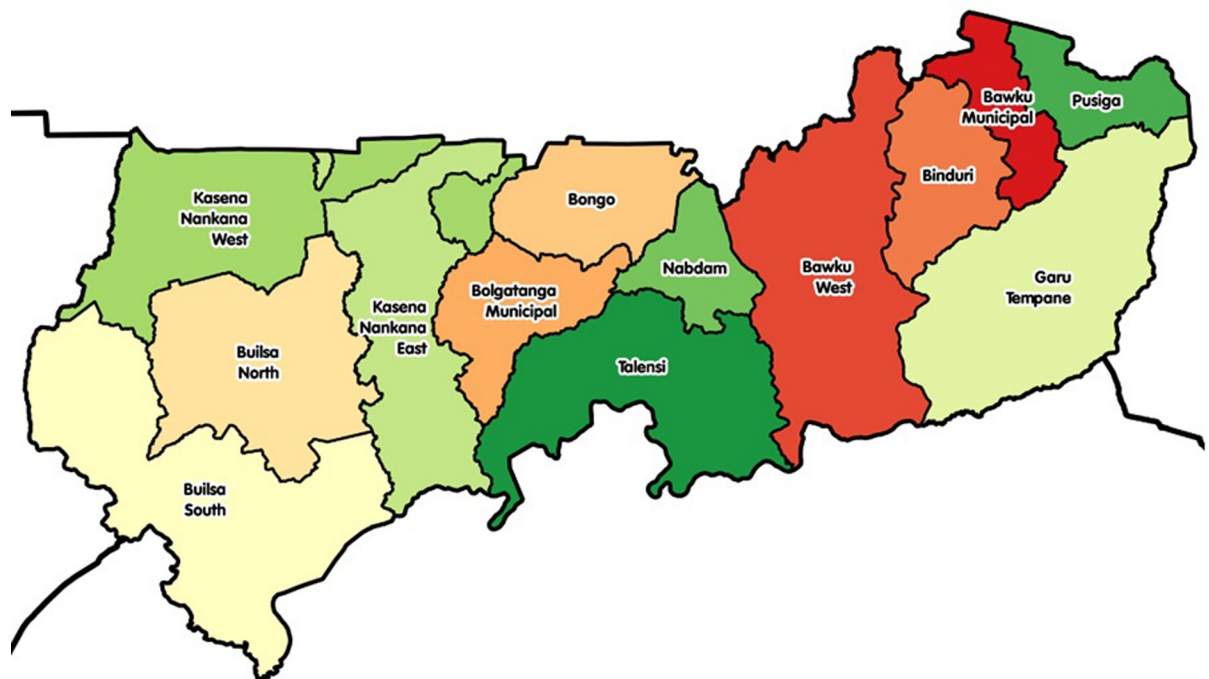 Kasena
Nankana
West
Builsa
North
Builsa
South
Kasena
Nankana
East
Bongo
Bolgatanga
Municipal
Nabdam
Talensi
Bawku
West
Binduri
Bawku
Municipal
Pusiga
Garu
Tempane